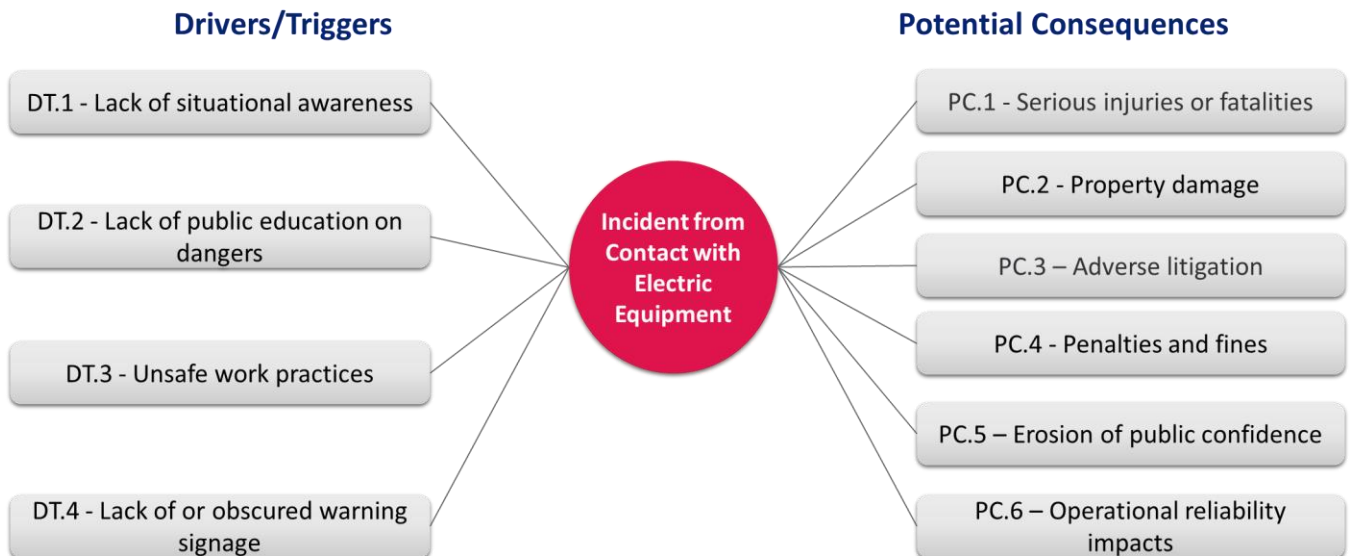 Drivers/Triggers
DT.1 - Lack of situational awareness
DT.2 - Lack of public education on
dangers
DT.3 - Unsafe work practices
DT.4 - Lack of or obscured warning
signage
Incident from
Contact with
Electric
Equipment
Potential Consequences
PC.1 - Serious injuries or fatalities
PC.2 - Property damage
PC.3 – Adverse litigation
PC.4 - Penalties and fines
PC.5 – Erosion of public confidence
PC.6 – Operational reliability
impacts